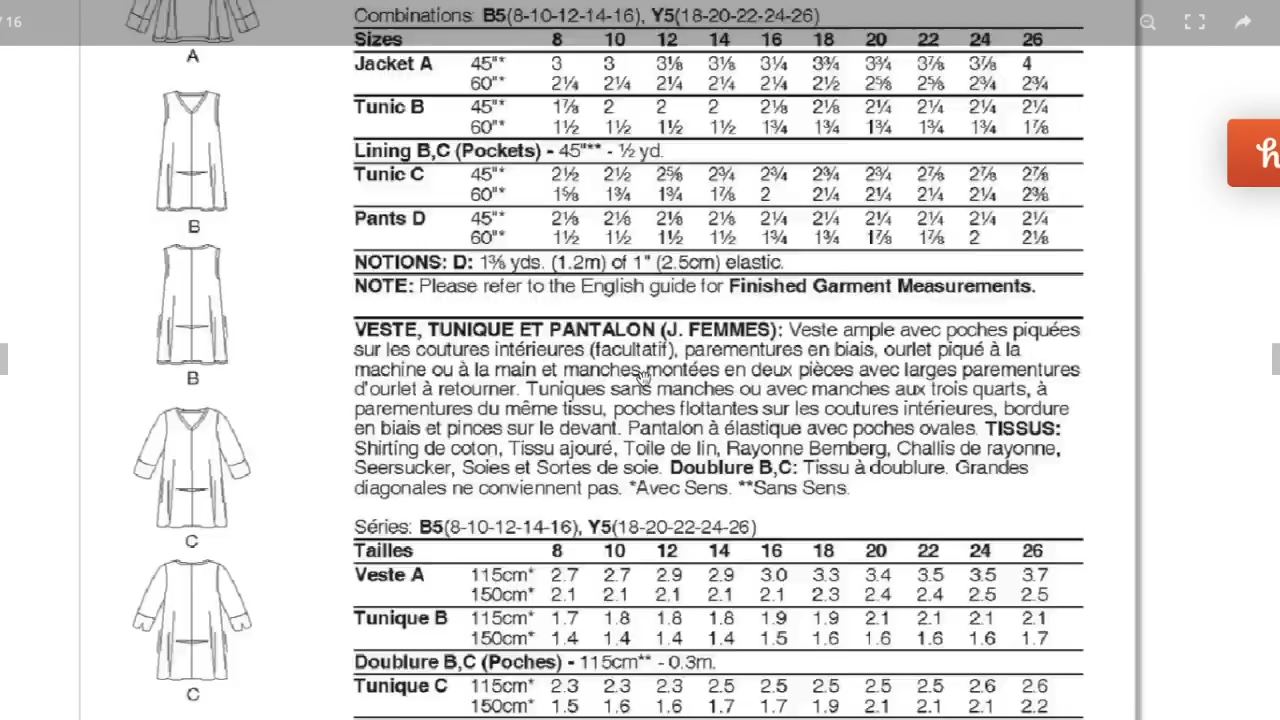 / 16
Combinations: B5(8-10-12-14-16), Y5(18-20-22-24-26)
Sizes 8 10 12 14 16 18 20 22 24 26
A
Jacket A 45"* 3 3 3⅛ 3⅛ 3¼ 3¾ 3¾ 3⅞ 3⅞ 4
60"* 2¼ 2¼ 2¼ 2¼ 2¼ 2½ 2⅝ 2⅝ 2¾ 2¾
Tunic B 45"* 1⅞ 2 2 2 2⅛ 2⅛ 2¼ 2¼ 2¼ 2¼
60"* 1½ 1½ 1½ 1½ 1¾ 1¾ 1¾ 1¾ 1¾ 1⅞
Lining B,C (Pockets) - 45"** - ½ yd.
Tunic C 45"* 2½ 2½ 2⅝ 2¾ 2¾ 2¾ 2¾ 2⅞ 2⅞ 2⅞
60"* 1⅝ 1¾ 1¾ 1⅞ 2 2¼ 2¼ 2¼ 2¼ 2⅜
Pants D 45"* 2⅛ 2⅛ 2⅛ 2⅛ 2¼ 2¼ 2¼ 2¼ 2¼ 2¼
B
60"* 1½ 1½ 1½ 1½ 1¾ 1¾ 1⅞ 1⅞ 2 2⅛
NOTIONS: D: 1⅜ yds. (1.2m) of 1" (2.5cm) elastic.
NOTE: Please refer to the English guide for Finished Garment Measurements.
VESTE, TUNIQUE ET PANTALON (J. FEMMES): Veste ample avec poches piquées
sur les coutures intérieures (facultatif), parementures en biais, ourlet piqué à la
machine ou à la main et manches montées en deux pièces avec larges parementures
B
d'ourlet à retourner. Tuniques sans manches ou avec manches aux trois quarts, à
parementures du même tissu, poches flottantes sur les coutures intérieures, bordure
en biais et pinces sur le devant. Pantalon à élastique avec poches ovales. TISSUS:
Shirting de coton, Tissu ajouré, Toile de lin, Rayonne Bemberg, Challis de rayonne,
Seersucker, Soies et Sortes de soie. Doublure B,C: Tissu à doublure. Grandes
diagonales ne conviennent pas. *Avec Sens. **Sans Sens.
Séries: B5(8-10-12-14-16), Y5(18-20-22-24-26)
C
Tailles 8 10 12 14 16 18 20 22 24 26
Veste A 115cm* 2.7 2.7 2.9 2.9 3.0 3.3 3.4 3.5 3.5 3.7
150cm* 2.1 2.1 2.1 2.1 2.1 2.3 2.4 2.4 2.5 2.5
Tunique B 115cm* 1.7 1.8 1.8 1.8 1.9 1.9 2.1 2.1 2.1 2.1
150cm* 1.4 1.4 1.4 1.4 1.5 1.6 1.6 1.6 1.6 1.7
Doublure B,C (Poches) - 115cm** - 0.3m.
Tunique C 115cm* 2.3 2.3 2.3 2.5 2.5 2.5 2.5 2.5 2.6 2.6
C
150cm* 1.5 1.6 1.6 1.7 1.7 1.9 2.1 2.1 2.1 2.2